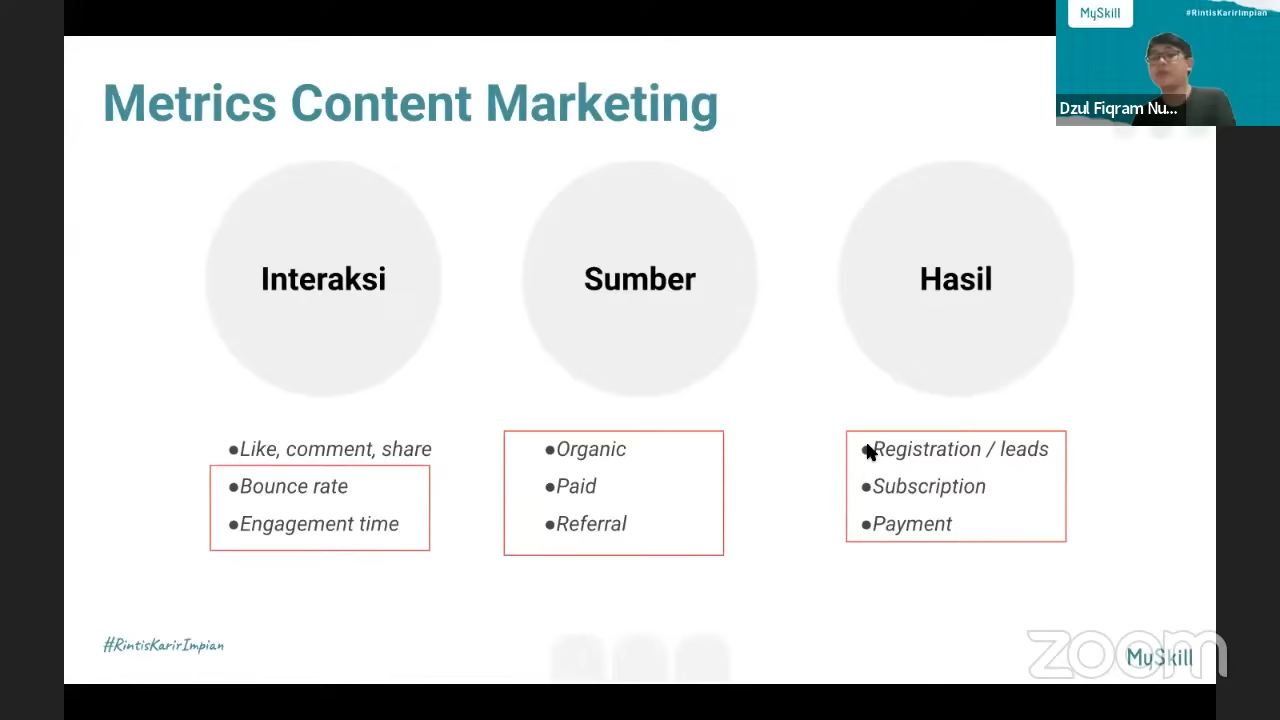 MySkill
#RintisKarirImpian
Dzul Fiqram Nu...
Metrics Content Marketing
Interaksi
Sumber
Hasil
●Like, comment, share
●Bounce rate
●Engagement time
●Organic
●Paid
●Referral
●Registration / leads
●Subscription
●Payment
#RintisKarirImpian
zoom
MySkill